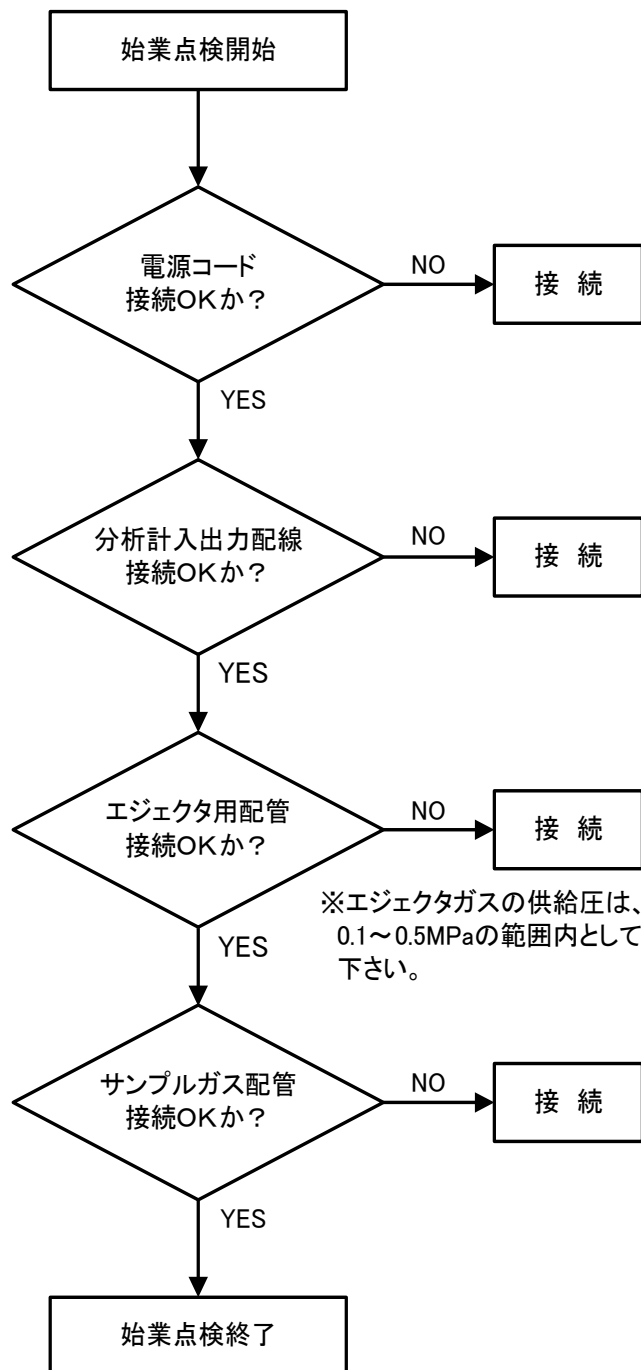 始業点検開始
電源コード
接続OKか？
NO
接 続
YES
分析計入出力配線
接続OKか？
NO
接 続
YES
エジェクタ用配管
接続OKか？
NO
接 続
※エジェクタガスの供給圧は、
0.1～0.5MPaの範囲内として
下さい。
YES
サンプルガス配管
接続OKか？
NO
接 続
YES
始業点検終了